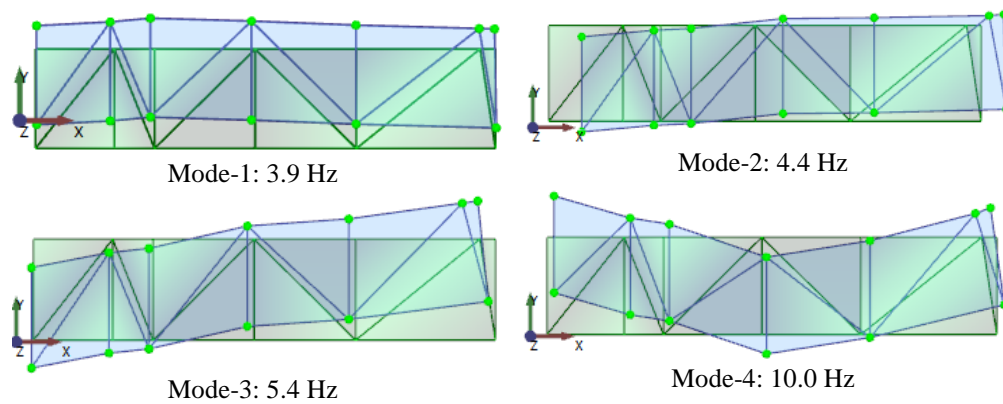 Y
Z
X
Mode-1: 3.9 Hz
Y
Z
X
Mode-2: 4.4 Hz
Y
Z
X
Mode-3: 5.4 Hz
Y
Z
X
Mode-4: 10.0 Hz